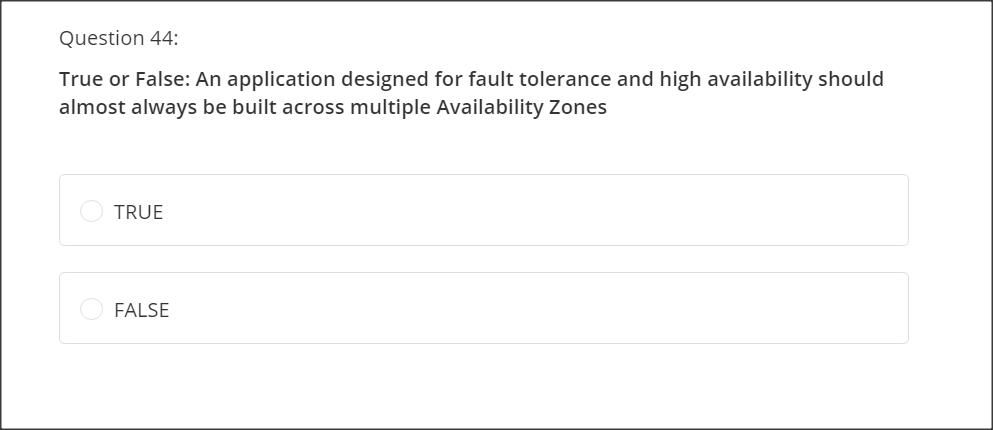 Question 44:
True or False: An application designed for fault tolerance and high availability should
almost always be built across multiple Availability Zones
TRUE
FALSE